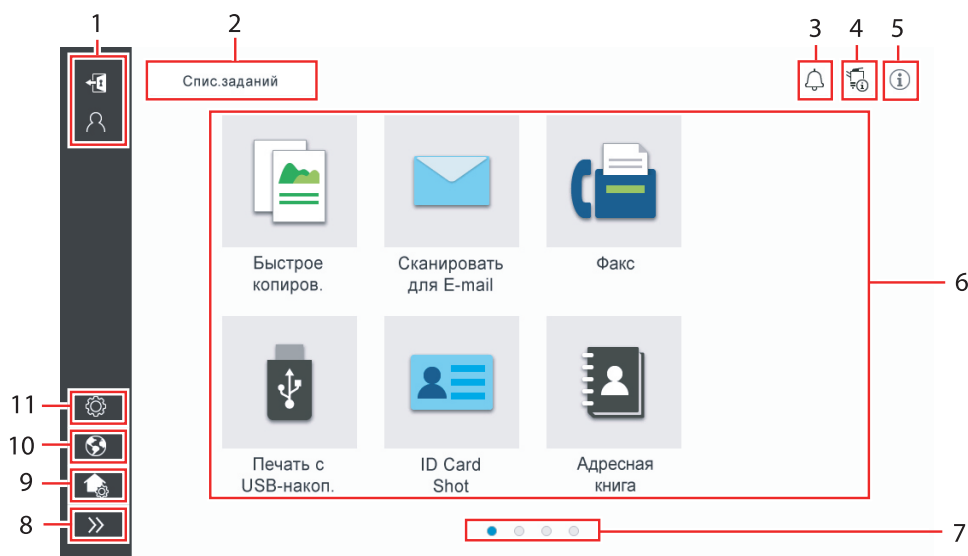 1
2
3
4
5
Спис.заданий
Быстрое
копиров.
Сканировать
для E-mail
Факс
6
Печать с
USB-накоп.
ID Card
Shot
Адресная
книга
11
10
9
8
7